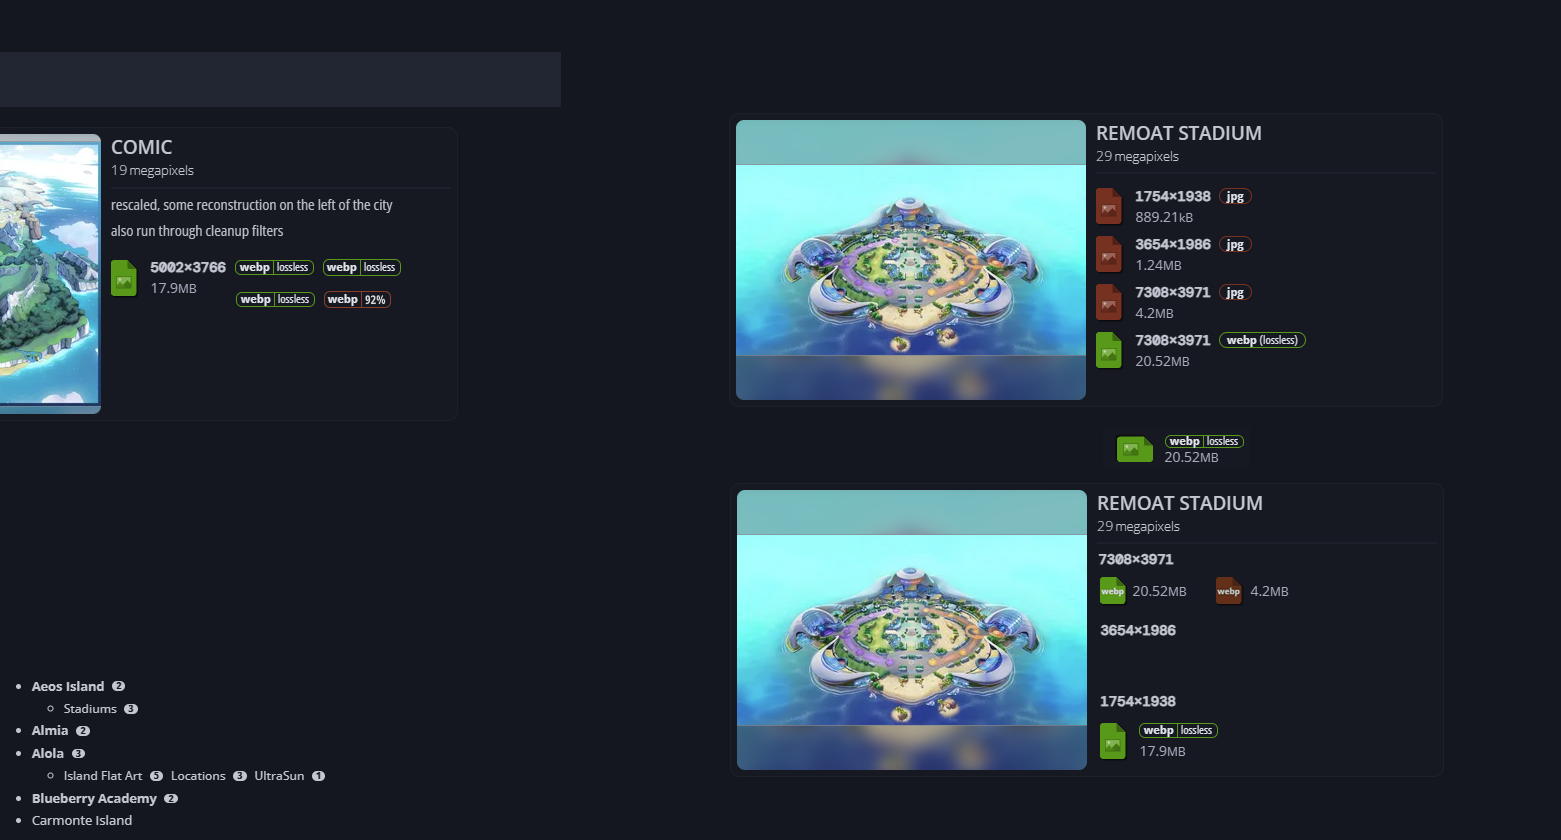 COMIC
19 megapixels
rescaled, some reconstruction on the left of the city
also run through cleanup filters
5002×3766 webp lossless webp lossless
17.9MB
webp lossless webp 92%
Aeos Island 2
Stadiums 3
Almia 2
Alola 3
Island Flat Art 5 Locations 3 UltraSun 1
Blueberry Academy 2
Carmonte Island
REMOAT STADIUM
29 megapixels
1754×1938 jpg
889.21kB
3654×1986 jpg
1.24MB
7308×3971 jpg
4.2MB
7308×3971 webp (lossless)
20.52MB
webp lossless
20.52MB
REMOAT STADIUM
29 megapixels
7308×3971
webp 20.52MB webp 4.2MB
3654×1986
1754×1938
webp lossless
17.9MB